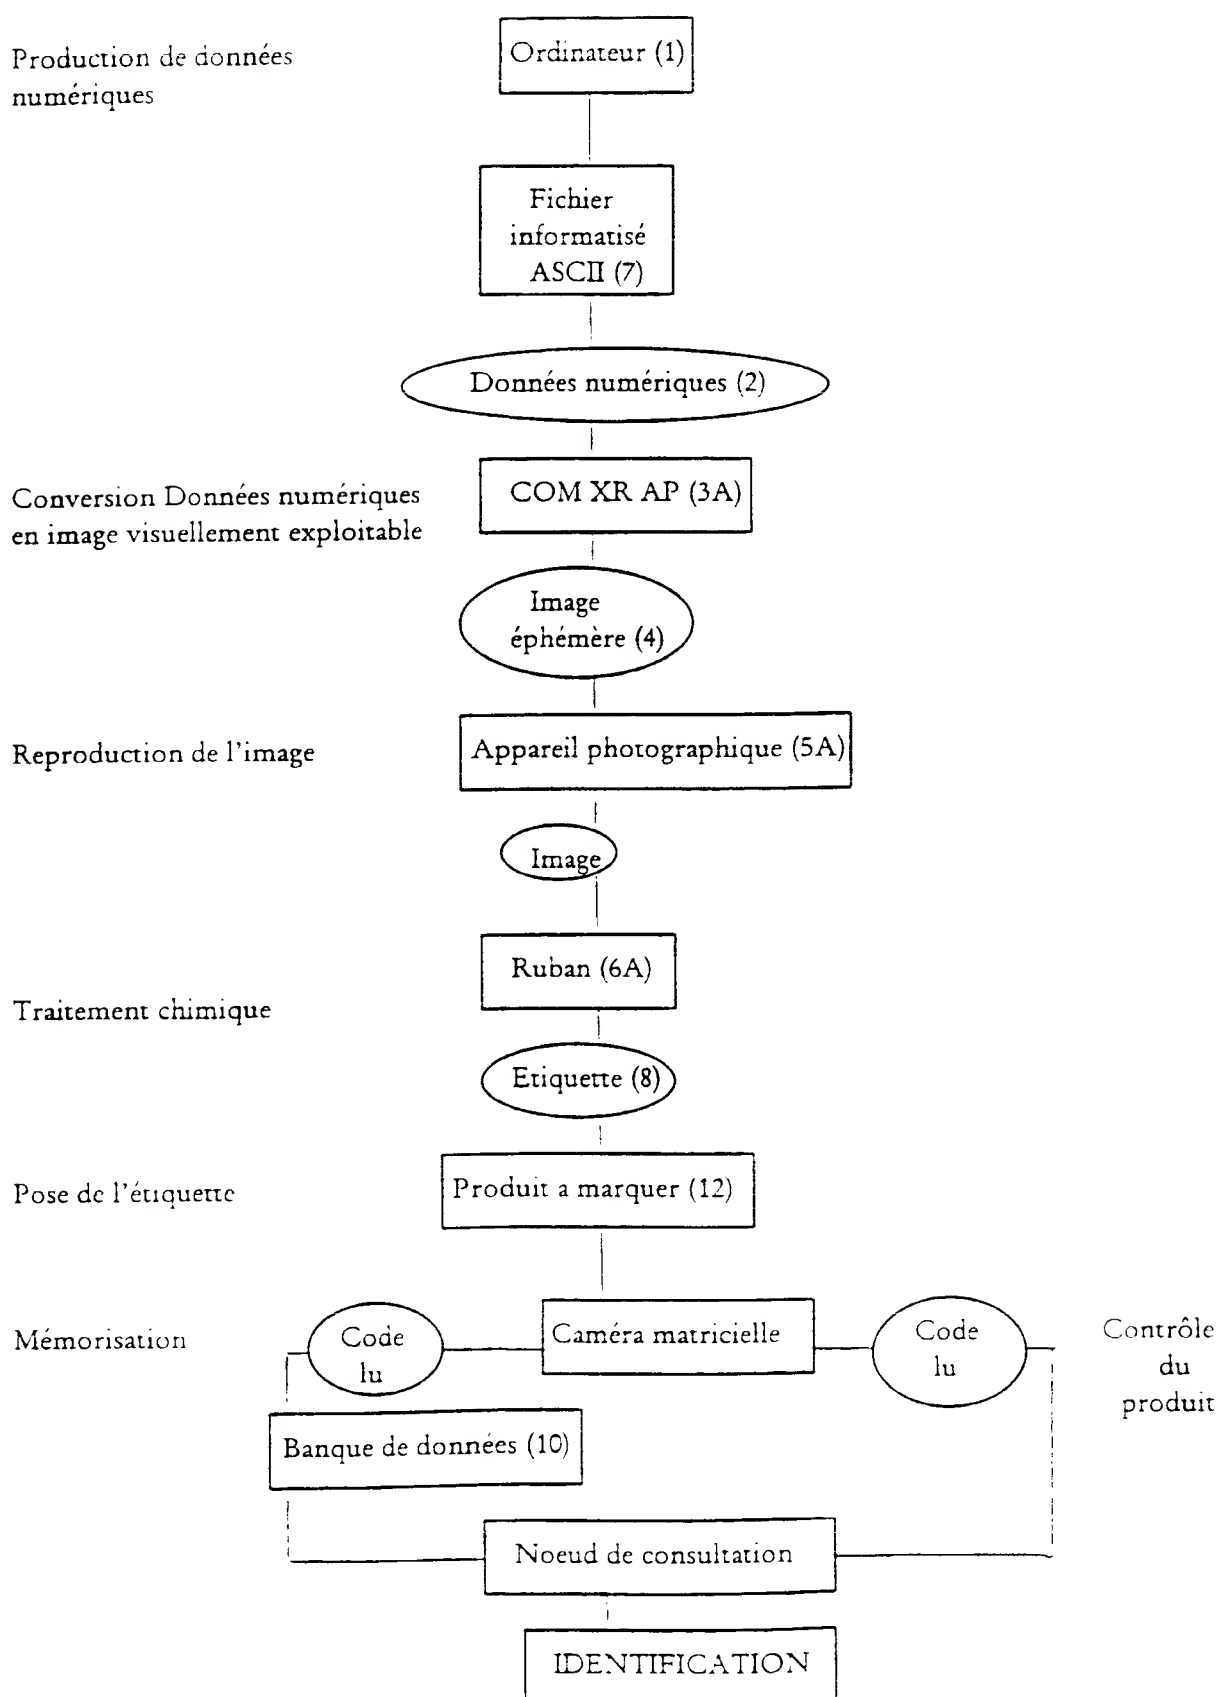 Production de données
numériques
Ordinateur (1)
Fichier
informatisé
ASCII (7)
Données numériques (2)
Conversion Données numériques
en image visuellement exploitable
COM XR AP (3A)
Image
éphémère (4)
Reproduction de l'image
Appareil photographique (5A)
Image
Ruban (6A)
Traitement chimique
Etiquette (8)
Pose de l'étiquette
Produit a marquer (12)
Mémorisation
Code
lu
Caméra matricielle
Code
lu
Contrôle
du
produit
Banque de données (10)
Noeud de consultation
IDENTIFICATION